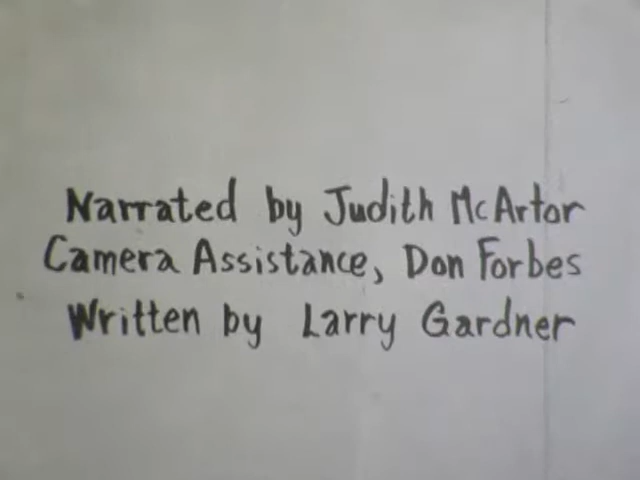 Narrated by Judith McArtor
Camera Assistance, Don Forbes
Written by Larry Gardner